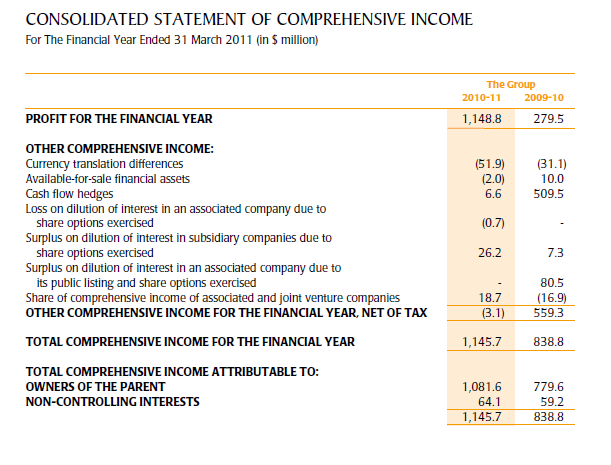 CONSOLIDATED STATEMENT OF COMPREHENSIVE INCOME
For The Financial Year Ended 31 March 2011 (in $ million)
The Group
2010-11 2009-10
PROFIT FOR THE FINANCIAL YEAR 1,148.8 279.5
OTHER COMPREHENSIVE INCOME:
Currency translation differences (51.9) (31.1)
Available-for-sale financial assets (2.0) 10.0
Cash flow hedges 6.6 509.5
Loss on dilution of interest in an associated company due to
share options exercised (0.7) -
Surplus on dilution of interest in subsidiary companies due to
share options exercised 26.2 7.3
Surplus on dilution of interest in an associated company due to
its public listing and share options exercised - 80.5
Share of comprehensive income of associated and joint venture companies 18.7 (16.9)
OTHER COMPREHENSIVE INCOME FOR THE FINANCIAL YEAR, NET OF TAX (3.1) 559.3
TOTAL COMPREHENSIVE INCOME FOR THE FINANCIAL YEAR 1,145.7 838.8
TOTAL COMPREHENSIVE INCOME ATTRIBUTABLE TO:
OWNERS OF THE PARENT 1,081.6 779.6
NON-CONTROLLING INTERESTS 64.1 59.2
1,145.7 838.8